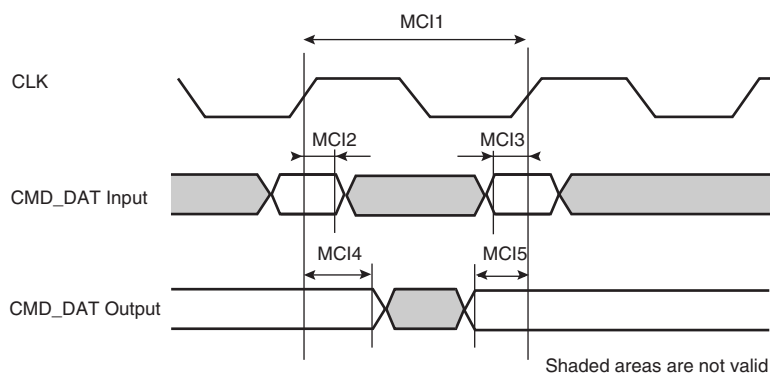 MCI1
CLK
MCI2
MCI3
CMD_DAT Input
MCI4
MCI5
CMD_DAT Output
Shaded areas are not valid